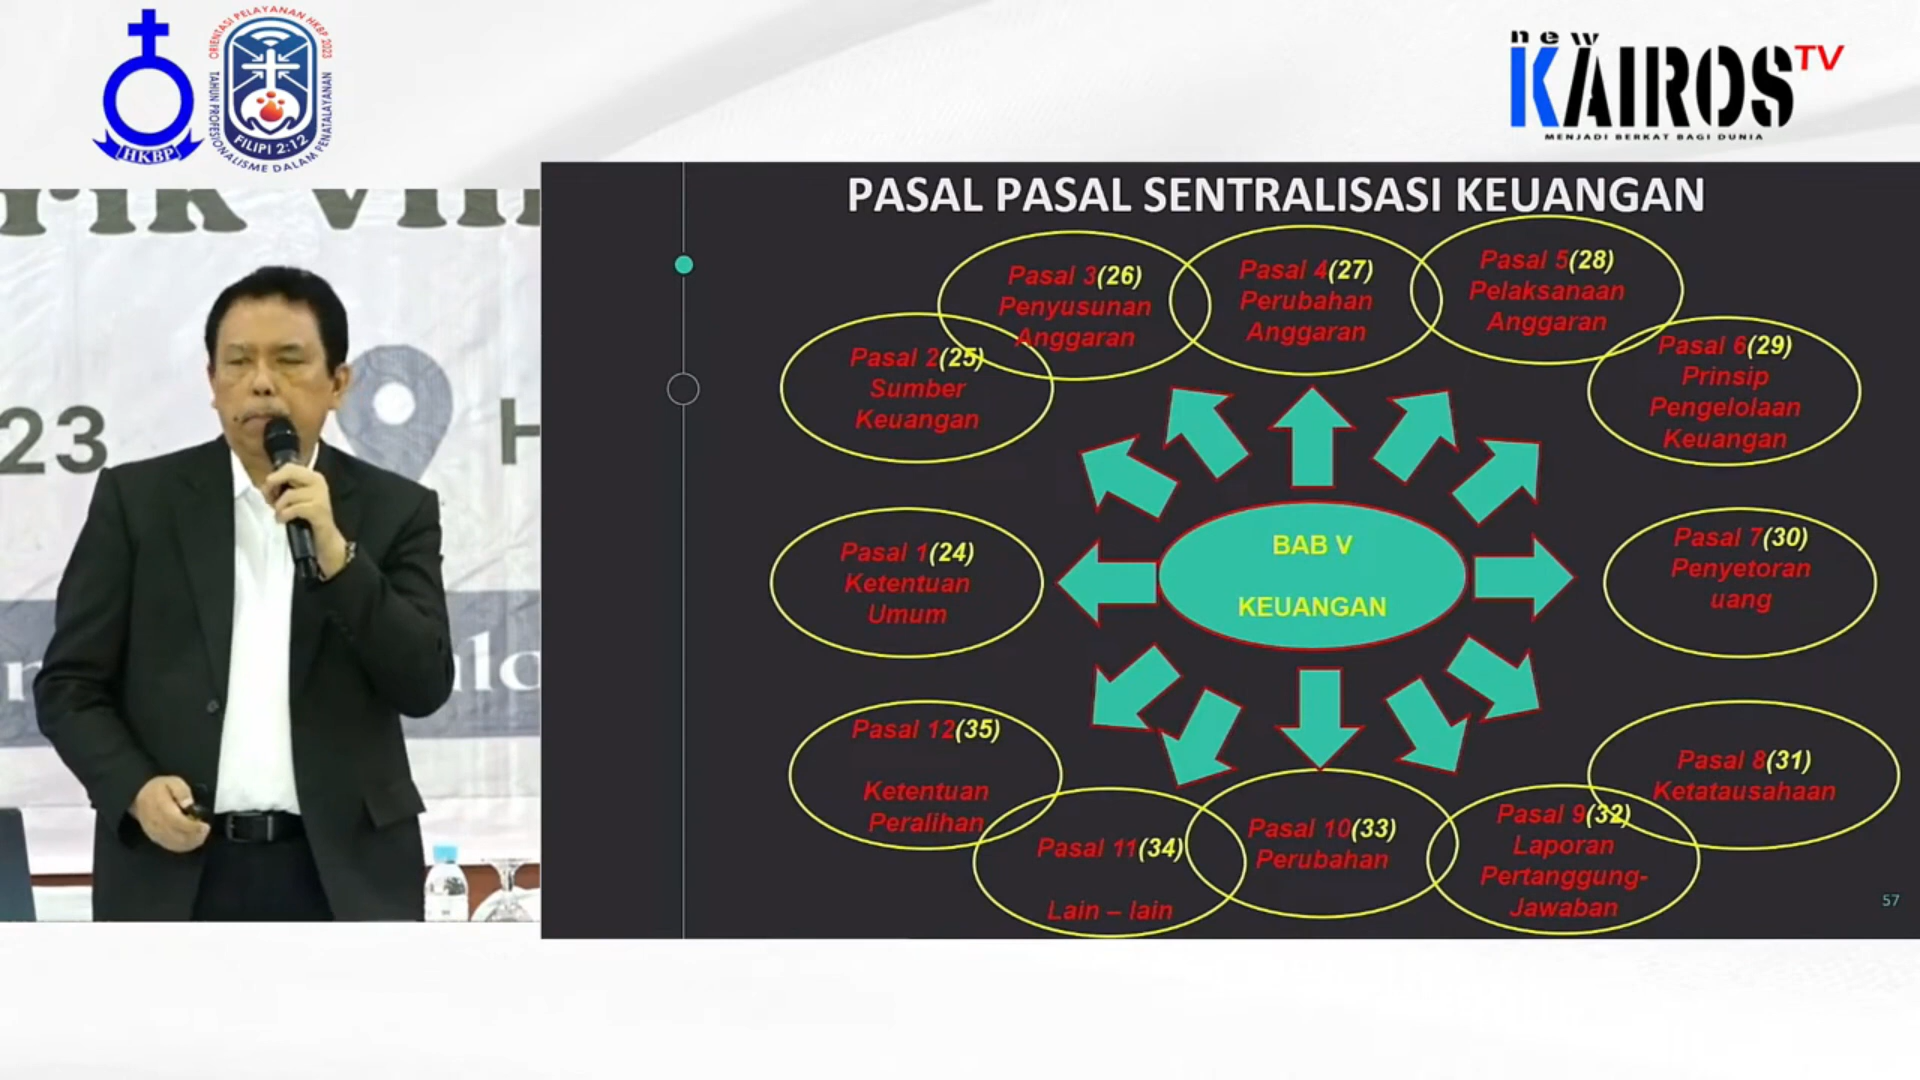 ORIENTASI PELAYANAN HKBP 2023
TAHUN PROFESIONALISME DALAM PENATALAYANAN
FILIPI 2:12
HKBP
new
KAIROS TV
MENJADI BERKAT BAGI DUNIA
23
H
PASAL PASAL SENTRALISASI KEUANGAN
Pasal 1(24)
Ketentuan
Umum
Pasal 2(25)
Sumber
Keuangan
Pasal 3(26)
Penyusunan
Anggaran
Pasal 4(27)
Perubahan
Anggaran
Pasal 5(28)
Pelaksanaan
Anggaran
Pasal 6(29)
Prinsip
Pengelolaan
Keuangan
Pasal 7(30)
Penyetoran
uang
Pasal 8(31)
Ketatausahaan
Pasal 9(32)
Laporan
Pertanggung-
Jawaban
Pasal 10(33)
Perubahan
Pasal 11(34)
Lain – lain
Pasal 12(35)
Ketentuan
Peralihan
BAB V
KEUANGAN
57